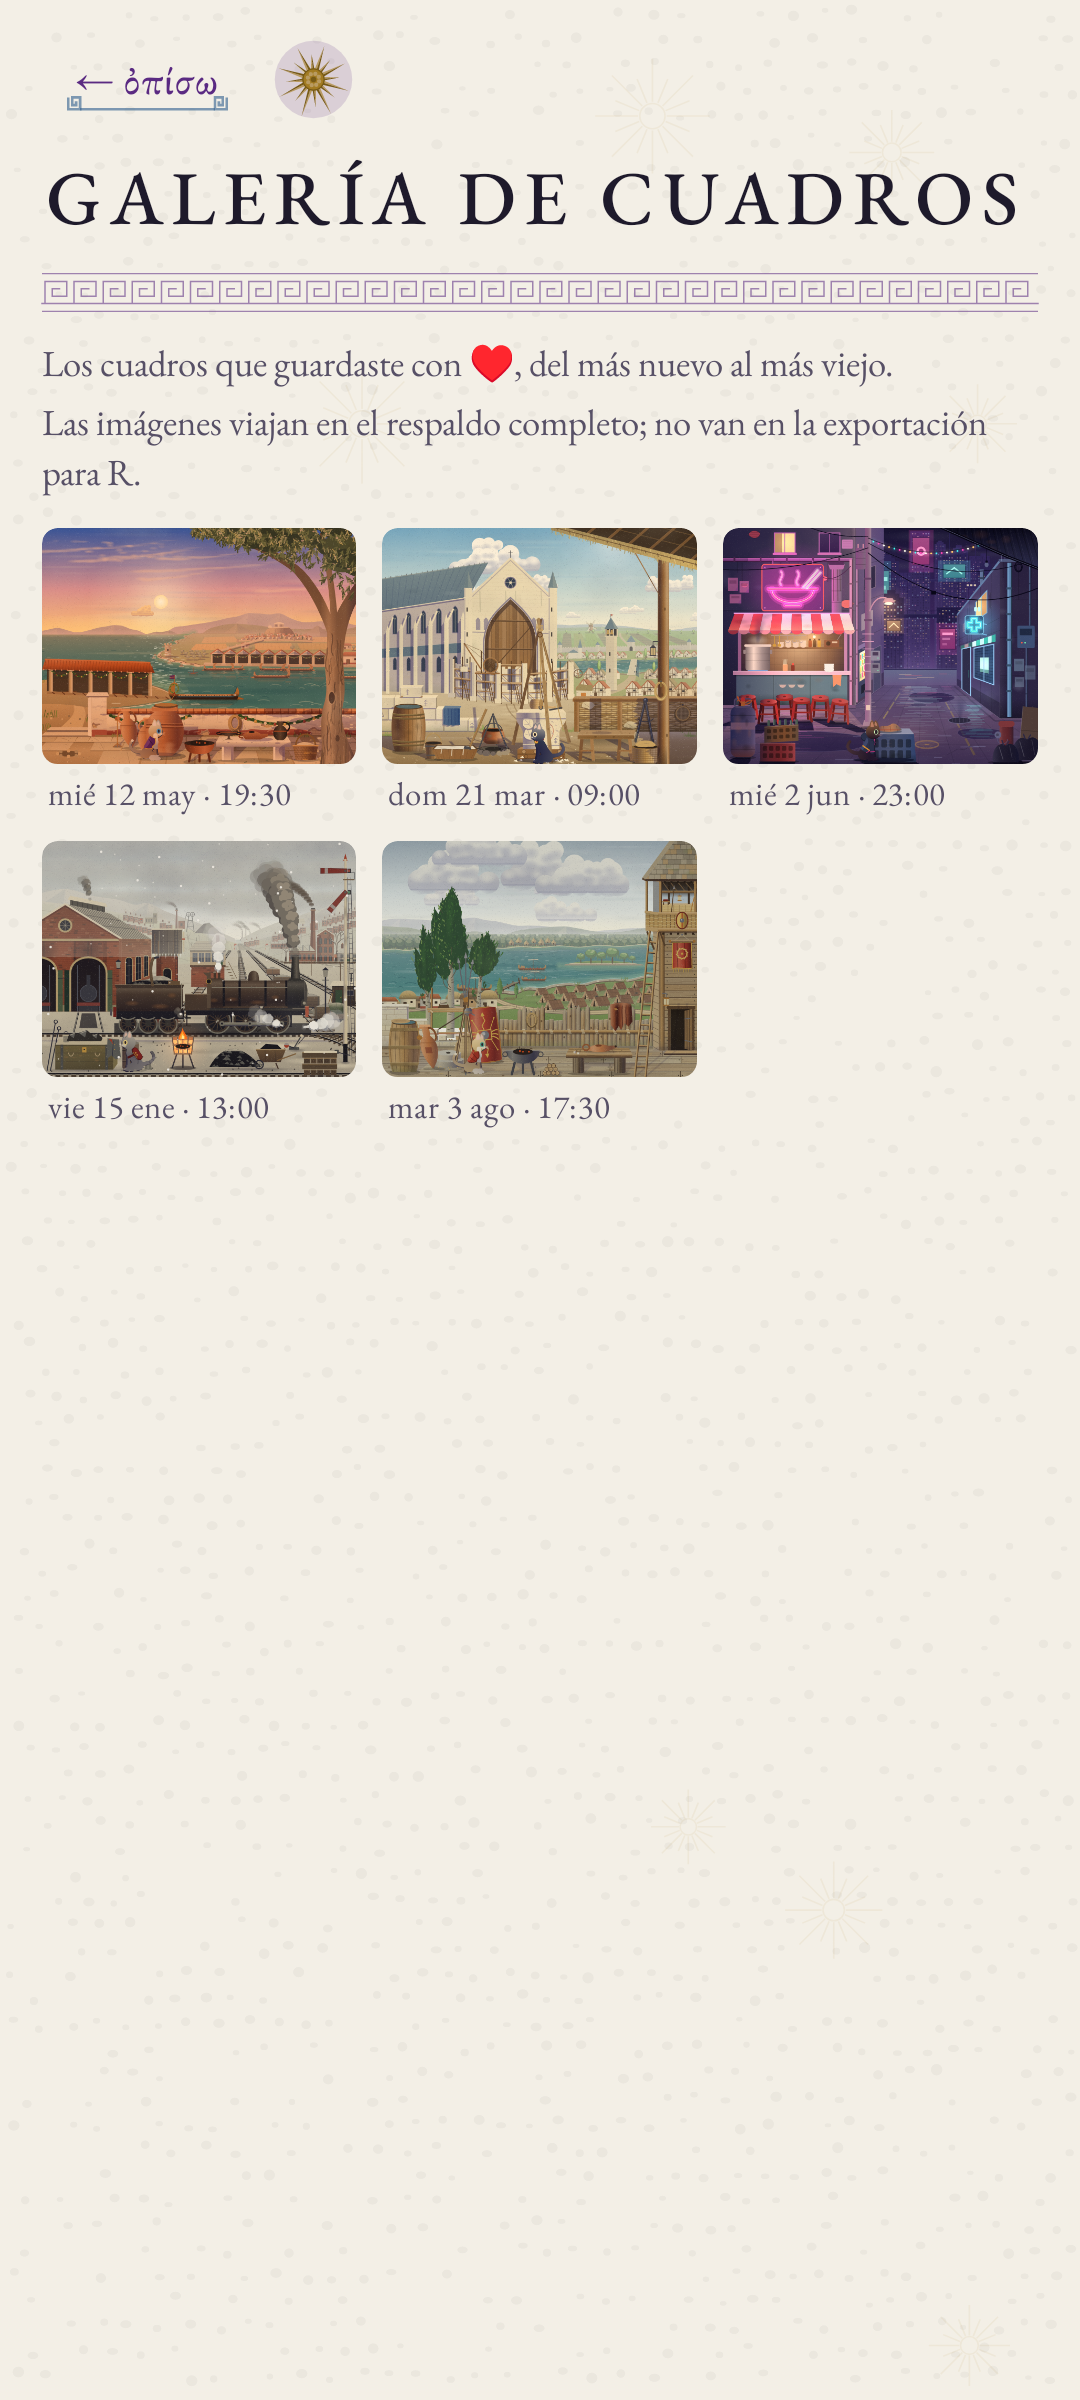 ← ὀπίσω
GALERÍA DE CUADROS
Los cuadros que guardaste con ❤️, del más nuevo al más viejo.
Las imágenes viajan en el respaldo completo; no van en la exportación
para R.
mié 12 may · 19:30
dom 21 mar · 09:00
mié 2 jun · 23:00
vie 15 ene · 13:00
mar 3 ago · 17:30